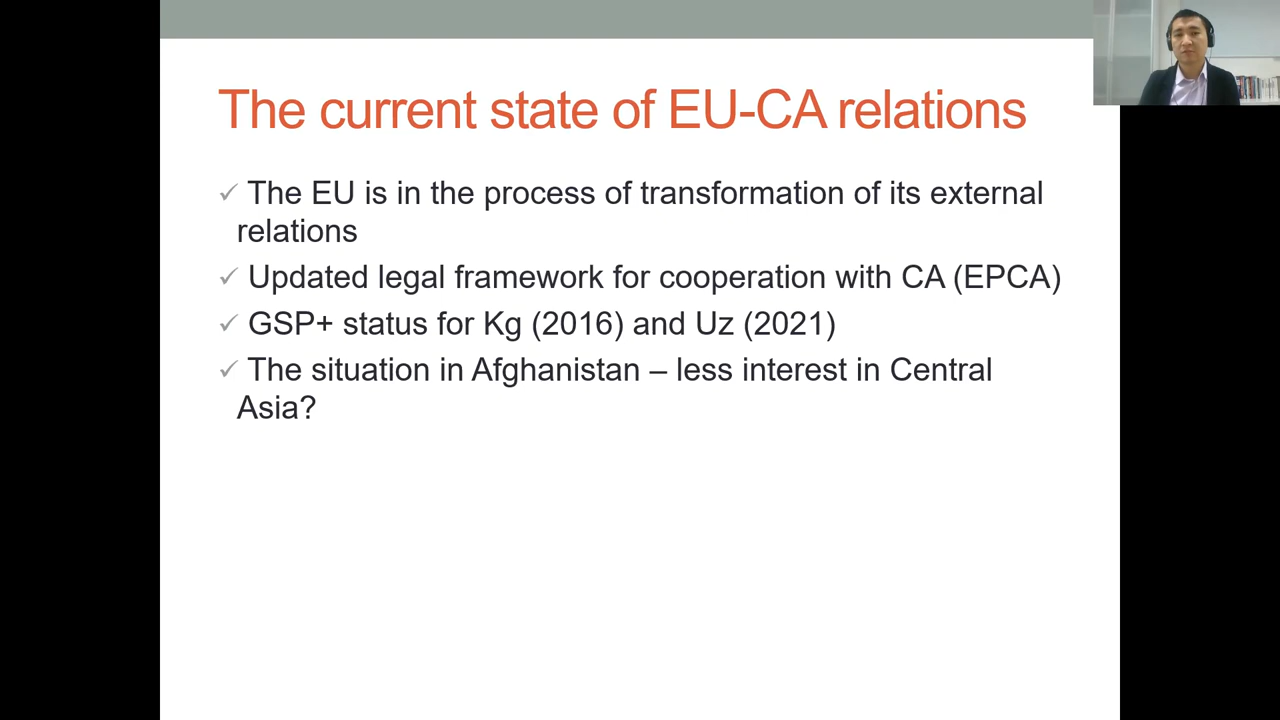 The current state of EU-CA relations
✓ The EU is in the process of transformation of its external
relations
✓ Updated legal framework for cooperation with CA (EPCA)
✓ GSP+ status for Kg (2016) and Uz (2021)
✓ The situation in Afghanistan – less interest in Central
Asia?